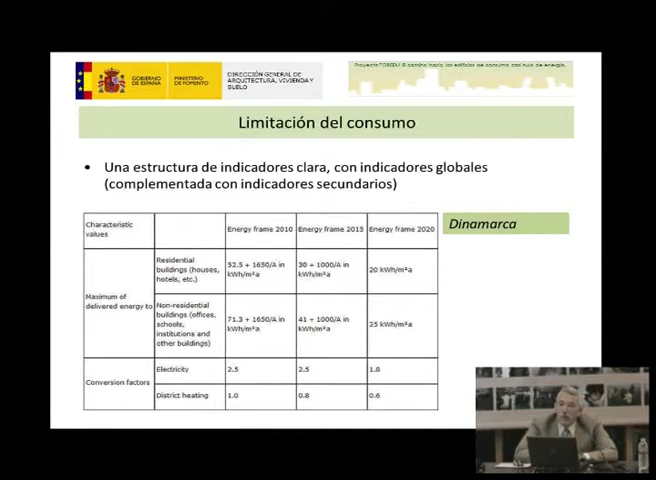 GOBIERNO
DE ESPAÑA
MINISTERIO
DE FOMENTO
DIRECCIÓN GENERAL DE
ARQUITECTURA, VIVIENDA Y
SUELO
Limitación del consumo
• Una estructura de indicadores clara, con indicadores globales
(complementada con indicadores secundarios)
Dinamarca
Characteristic
values
Energy frame 2010
Energy frame 2015
Energy frame 2020
Maximum of
delivered energy to
Residential
buildings (houses,
hotels, etc.)
52.5 + 1650/A in
kWh/m²a
30 + 1000/A in
kWh/m²a
20 kWh/m²a
Non-residential
buildings (offices,
schools,
institutions and
other buildings)
71.3 + 1650/A in
kWh/m²a
41 + 1000/A in
kWh/m²a
25 kWh/m²a
Conversion factors
Electricity
2.5
2.5
1.8
District heating
1.0
0.8
0.6